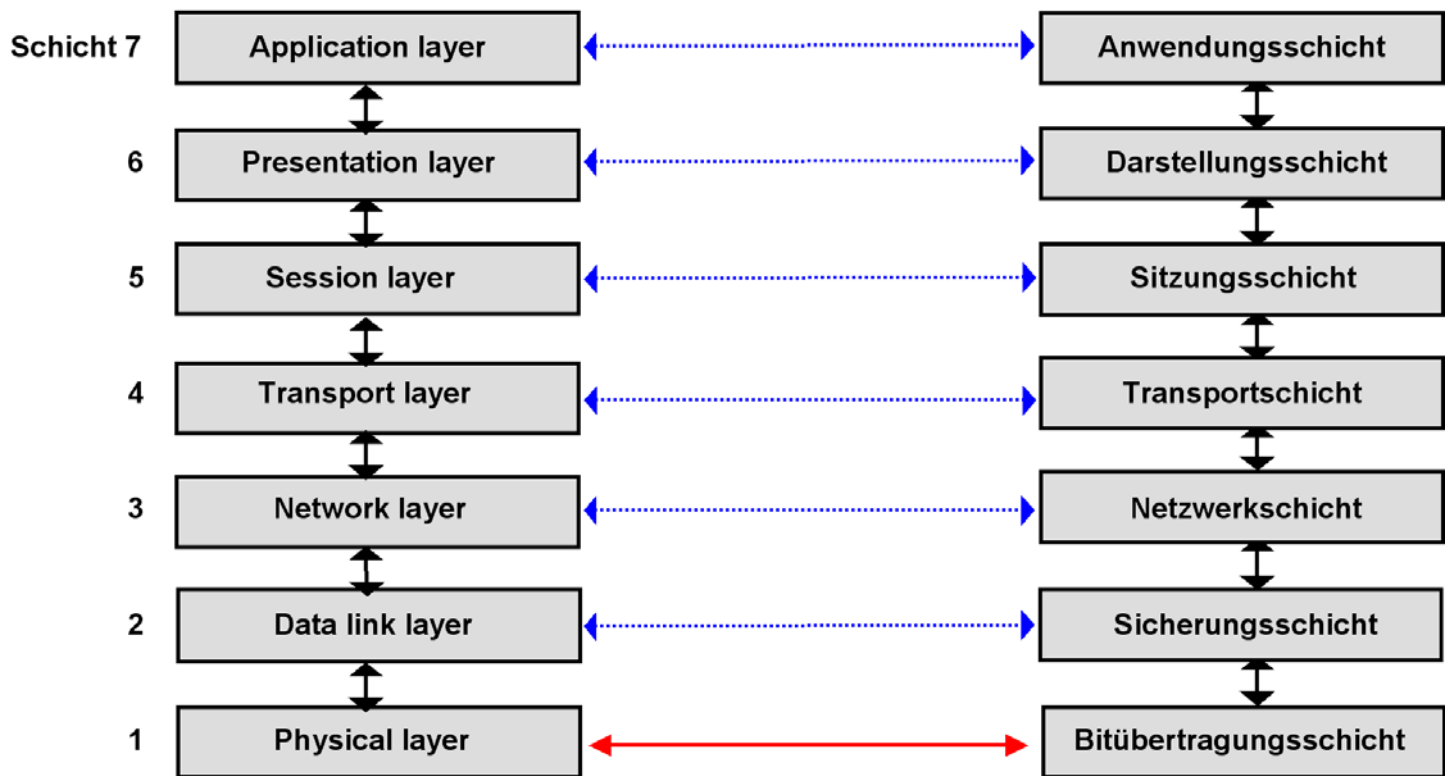 Schicht 7 Application layer Anwendungsschicht
6 Presentation layer Darstellungsschicht
5 Session layer Sitzungsschicht
4 Transport layer Transportschicht
3 Network layer Netzwerkschicht
2 Data link layer Sicherungsschicht
1 Physical layer Bitübertragungsschicht